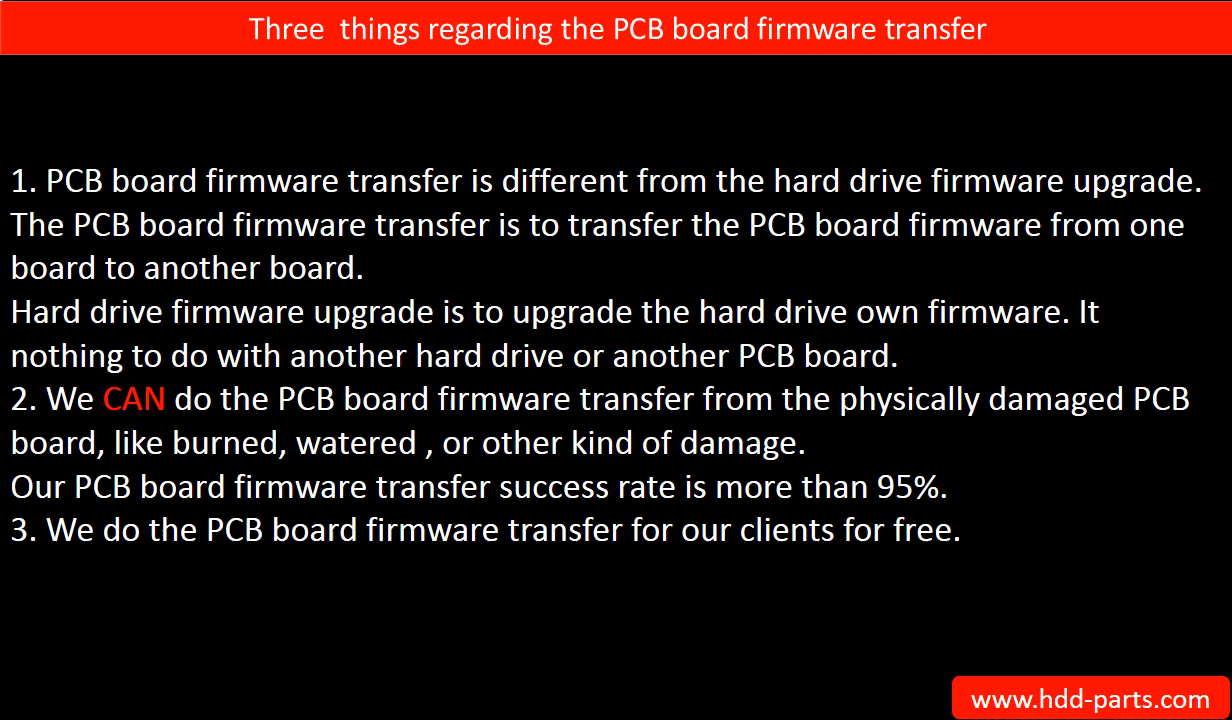 Three  things regarding the PCB board firmware transfer
1. PCB board firmware transfer is different from the hard drive firmware upgrade.
The PCB board firmware transfer is to transfer the PCB board firmware from one
board to another board.
Hard drive firmware upgrade is to upgrade the hard drive own firmware. It
nothing to do with another hard drive or another PCB board.
2. We CAN do the PCB board firmware transfer from the physically damaged PCB
board, like burned, watered , or other kind of damage.
Our PCB board firmware transfer success rate is more than 95%.
3. We do the PCB board firmware transfer for our clients for free.
www.hdd-parts.com